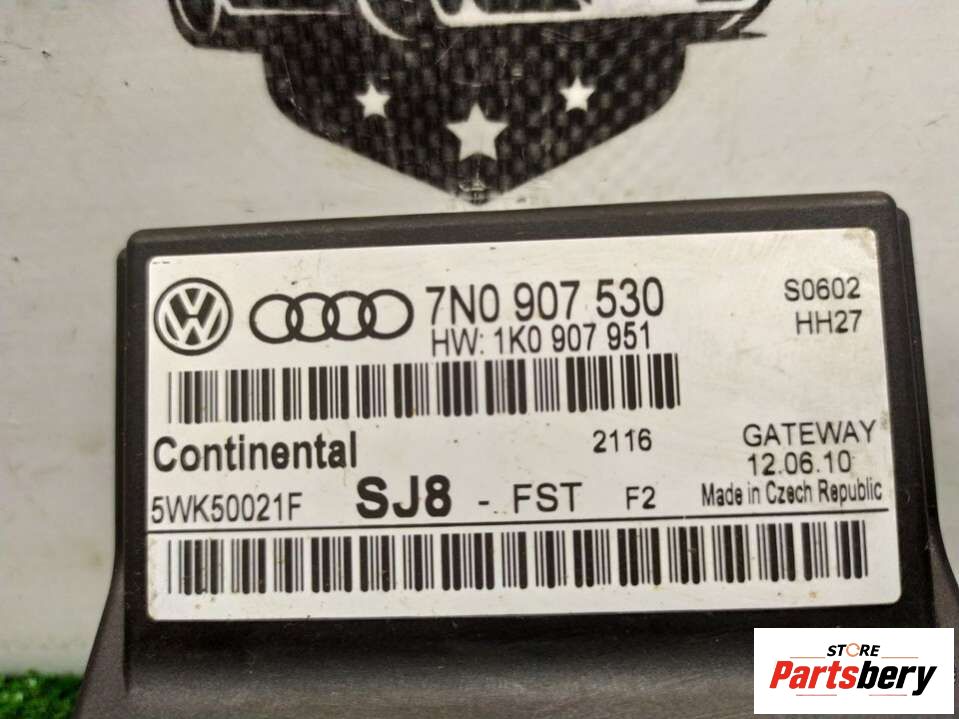 7N0 907 530
S0602
HW: 1K0 907 951
HH27
Continental
2116
GATEWAY
12.06.10
5WK50021F
SJ8 - FST F2
Made in Czech Republic
STORE
Partsbery